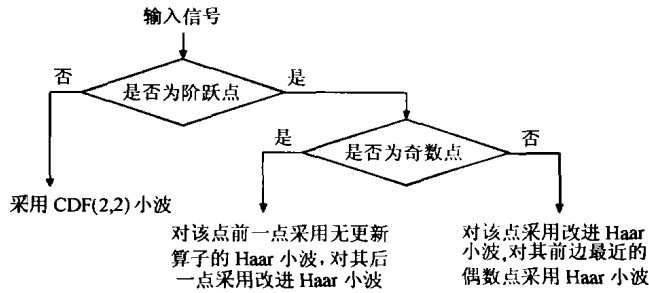 输入信号
否
是否为阶跃点
是
是
是否为奇数点
否
采用 CDF(2,2) 小波
对该点前一点采用无更新
算子的 Haar 小波,对其后
一点采用改进 Haar 小波
对该点采用改进 Haar
小波,对其前边最近的
偶数点采用 Haar 小波